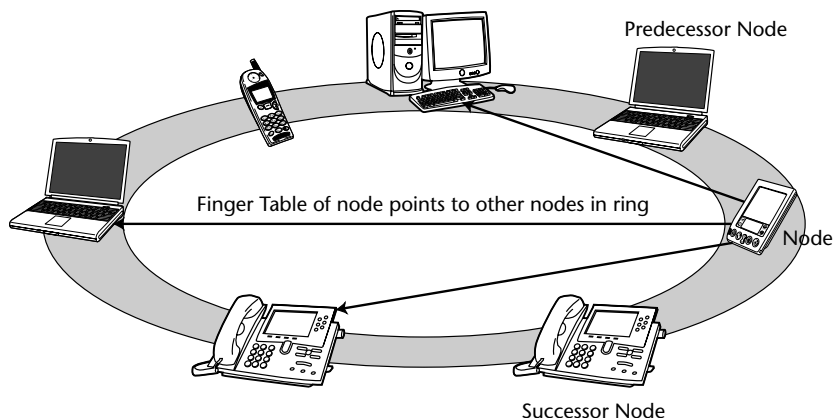 Predecessor Node
Finger Table of node points to other nodes in ring
Node
Successor Node